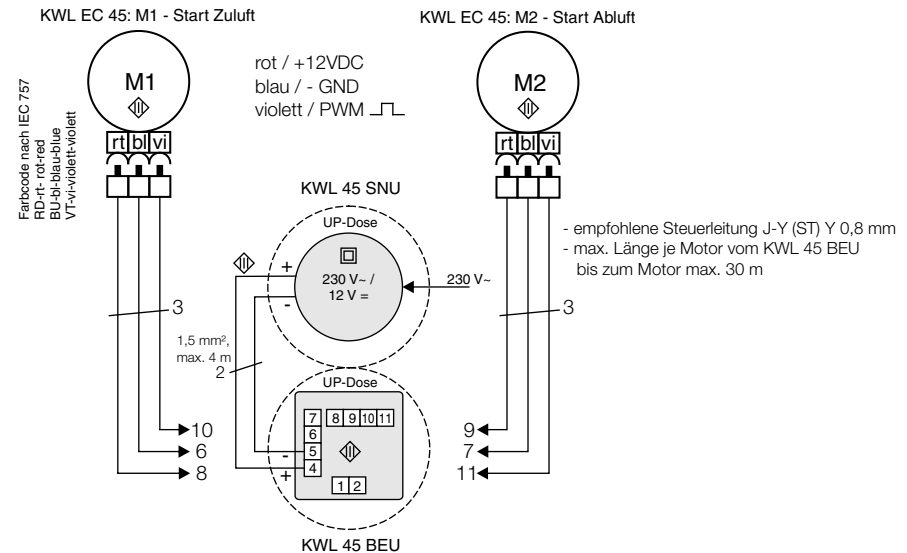 KWL EC 45: M1 - Start Zuluft
KWL EC 45: M2 - Start Abluft
rot / +12VDC
blau / - GND
violett / PWM
M1
M2
rt bl vi
rt bl vi
Farbcode nach IEC 757
RD-rt- rot-red
BU-bl-blau-blue
VT-vi-violett-violett
KWL 45 SNU
UP-Dose
+
230 V~ /
12 V =
-
230 V~
- empfohlene Steuerleitung J-Y (ST) Y 0,8 mm
- max. Länge je Motor vom KWL 45 BEU
bis zum Motor max. 30 m
3
3
1,5 mm²,
max. 4 m
2
UP-Dose
7 8 9 10 11
6
- 5
+ 4
1 2
10
6
8
9
7
11
KWL 45 BEU